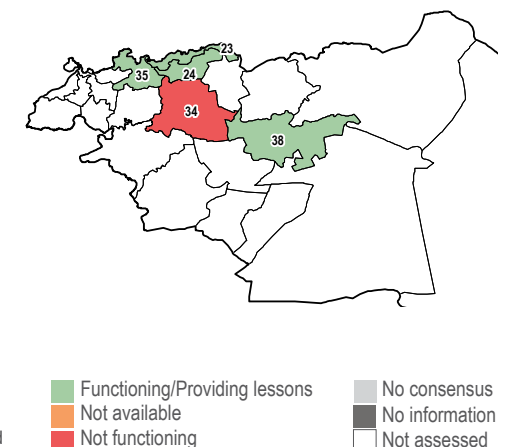 23
35
24
34
38
Functioning/Providing lessons
Not available
Not functioning
No consensus
No information
Not assessed